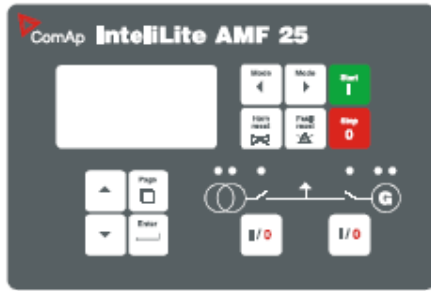 ComAp InteliLite AMF 25
Mode Mode Start
I
Horn reset Fault reset Stop
0
Page
Enter
G
I/0 I/0